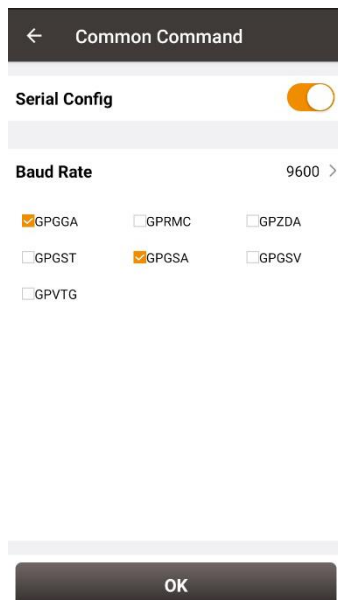 Common Command
Serial Config
Baud Rate 9600
GPGGA GPRMC GPZDA
GPGST GPGSA GPGSV
GPVTG
OK